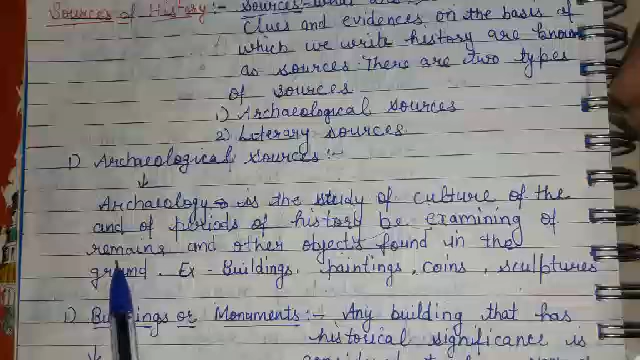 Sources of History :- Sources - What are
Clues and evidences on the basis of
which we write history are known
as sources. There are two types
of sources
1) Archaeological sources
2) Literary sources.
1) Archaeological Sources :-
Archaeology is the study of culture of the
and of periods of history be examining of
remains and other objects found in the
ground. Ex - Buildings, paintings, coins, sculptures
1) Buildings or Monuments :- Any building that has
historical significance is